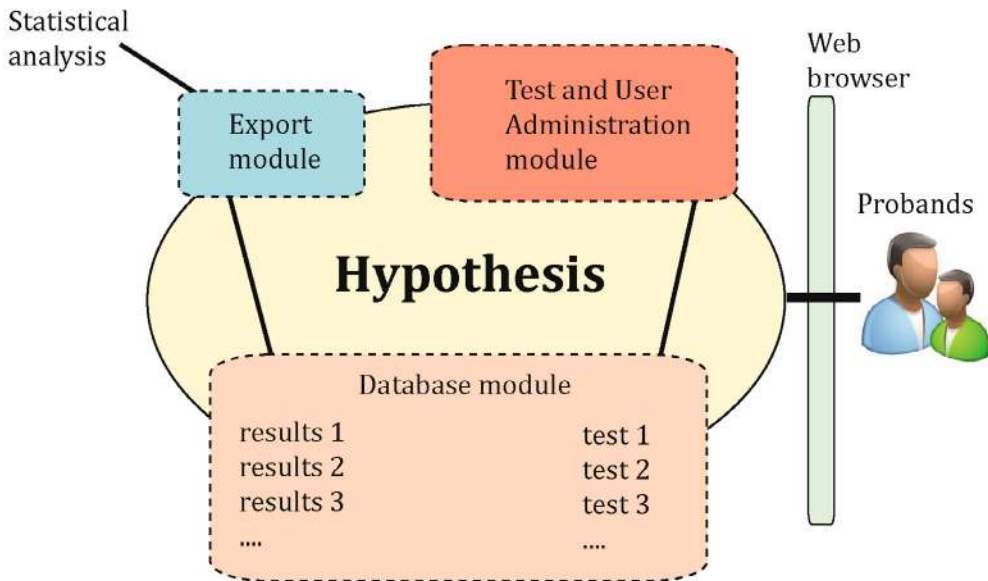 Statistical
analysis
Export
module
Test and User
Administration
module
Web
browser
Probands
Hypothesis
Database module
results 1
results 2
results 3
....
test 1
test 2
test 3
....